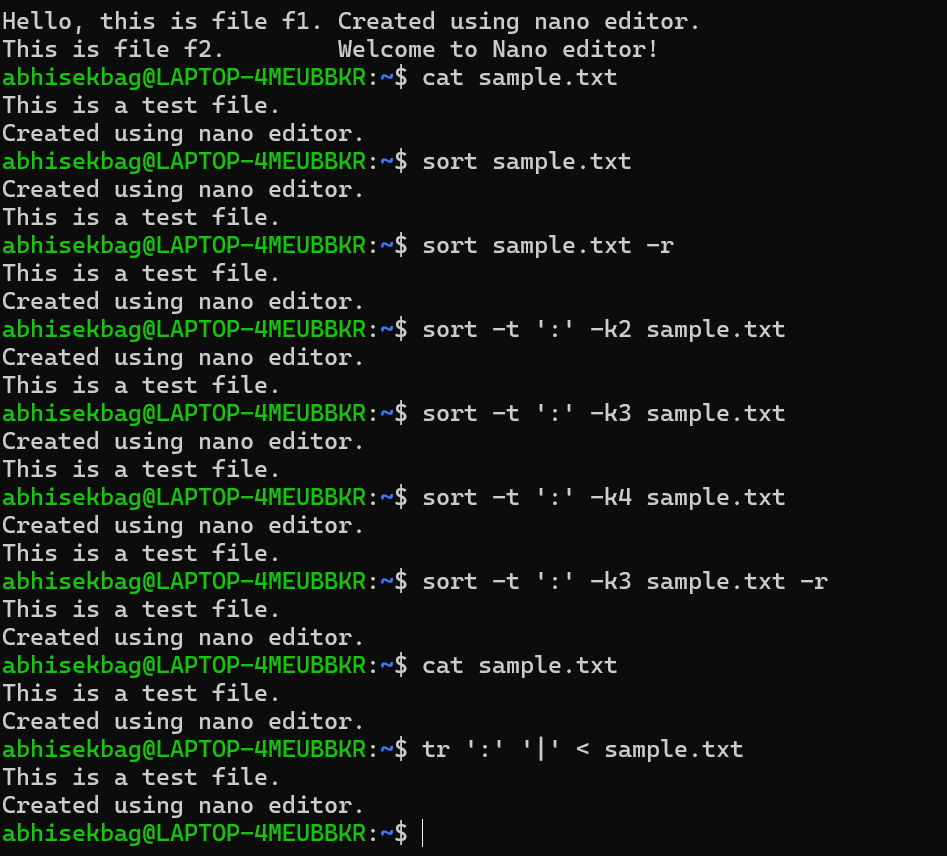 Hello, this is file f1. Created using nano editor.
This is file f2.        Welcome to Nano editor!
abhisekbag@LAPTOP-4MEUBBKR:~$ cat sample.txt
This is a test file.
Created using nano editor.
abhisekbag@LAPTOP-4MEUBBKR:~$ sort sample.txt
Created using nano editor.
This is a test file.
abhisekbag@LAPTOP-4MEUBBKR:~$ sort sample.txt -r
This is a test file.
Created using nano editor.
abhisekbag@LAPTOP-4MEUBBKR:~$ sort -t ':' -k2 sample.txt
Created using nano editor.
This is a test file.
abhisekbag@LAPTOP-4MEUBBKR:~$ sort -t ':' -k3 sample.txt
Created using nano editor.
This is a test file.
abhisekbag@LAPTOP-4MEUBBKR:~$ sort -t ':' -k4 sample.txt
Created using nano editor.
This is a test file.
abhisekbag@LAPTOP-4MEUBBKR:~$ sort -t ':' -k3 sample.txt -r
This is a test file.
Created using nano editor.
abhisekbag@LAPTOP-4MEUBBKR:~$ cat sample.txt
This is a test file.
Created using nano editor.
abhisekbag@LAPTOP-4MEUBBKR:~$ tr ':' '|' < sample.txt
This is a test file.
Created using nano editor.
abhisekbag@LAPTOP-4MEUBBKR:~$